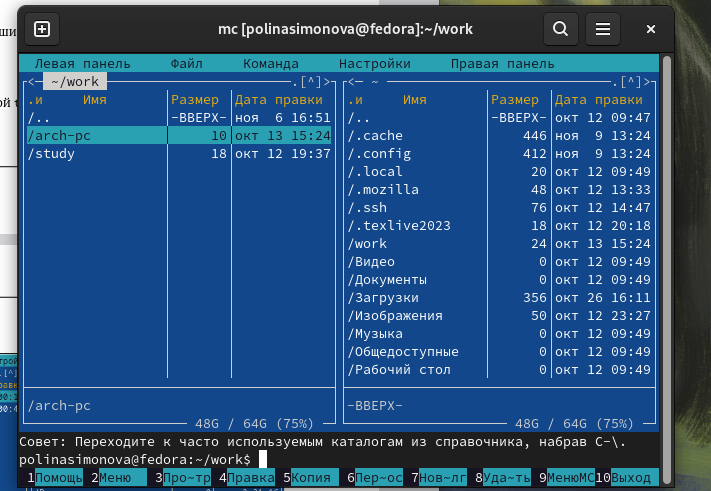 mc [polinasimonova@fedora]:~/work
Левая панель Файл Команда Настройки Правая панель
<─ ~/work .[^]>
.и Имя Размер Дата правки
/.. -ВВЕРХ- ноя 6 16:51
/arch-pc 10 окт 13 15:24
/study 18 окт 12 19:37
/arch-pc
48G / 64G (75%)
<─ ~ .[^]>
.и Имя Размер Дата правки
/.. -ВВЕРХ- окт 12 09:47
/.cache 446 ноя 9 13:24
/.config 412 ноя 9 13:24
/.local 20 окт 12 09:49
/.mozilla 48 окт 12 13:33
/.ssh 76 окт 12 14:47
/.texlive2023 18 окт 12 20:18
/work 24 окт 13 15:24
/Видео 0 окт 12 09:49
/Документы 0 окт 12 09:49
/Загрузки 356 окт 26 16:11
/Изображения 50 окт 12 23:27
/Музыка 0 окт 12 09:49
/Общедоступные 0 окт 12 09:49
/Рабочий стол 0 окт 12 09:49
-ВВЕРХ-
48G / 64G (75%)
Совет: Переходите к часто используемым каталогам из справочника, набрав C-\.
polinasimonova@fedora:~/work$
1Помощь 2Меню 3Про~тр 4Правка 5Копия 6Пер~ос 7Нов~лг 8Уда~ть 9МенюMC 10Выход